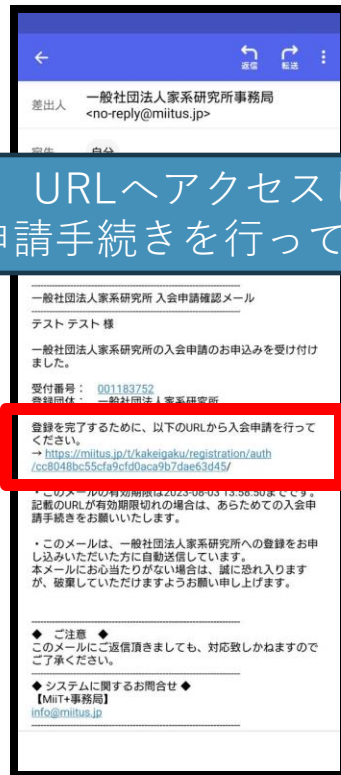 返信 転送
差出人 一般社団法人家系研究所事務局
<no-reply@miitus.jp>
自分
URLへアクセス
申請手続きを行って
一般社団法人家系研究所 入会申請確認メール
テスト テスト 様
一般社団法人家系研究所の入会申請のお申込みを受け付け
ました。
受付番号： 001183752
登録団体： 一般社団法人家系研究所
登録を完了するために、以下のURLから入会申請を行って
ください。
→ https://miitus.jp/t/kakeigaku/registration/auth
/cc8048bc55cfa9cfd0aca9b7dae63d45/
・このメールの有効期限は2023-08-03 13:58:50までです。
記載のURLが有効期限切れの場合は、あらためての入会申
請手続きをお願いいたします。
・このメールは、一般社団法人家系研究所への登録をお申
し込みいただいた方に自動送信しています。
本メールにお心当たりがない場合は、誠に恐れ入ります
が、破棄していただけますようお願い申し上げます。
◆ ご注意 ◆
このメールにご返信頂きましても、対応致しかねますので
ご了承ください。
◆ システムに関するお問合せ ◆
【MiiT+事務局】
info@miitus.jp